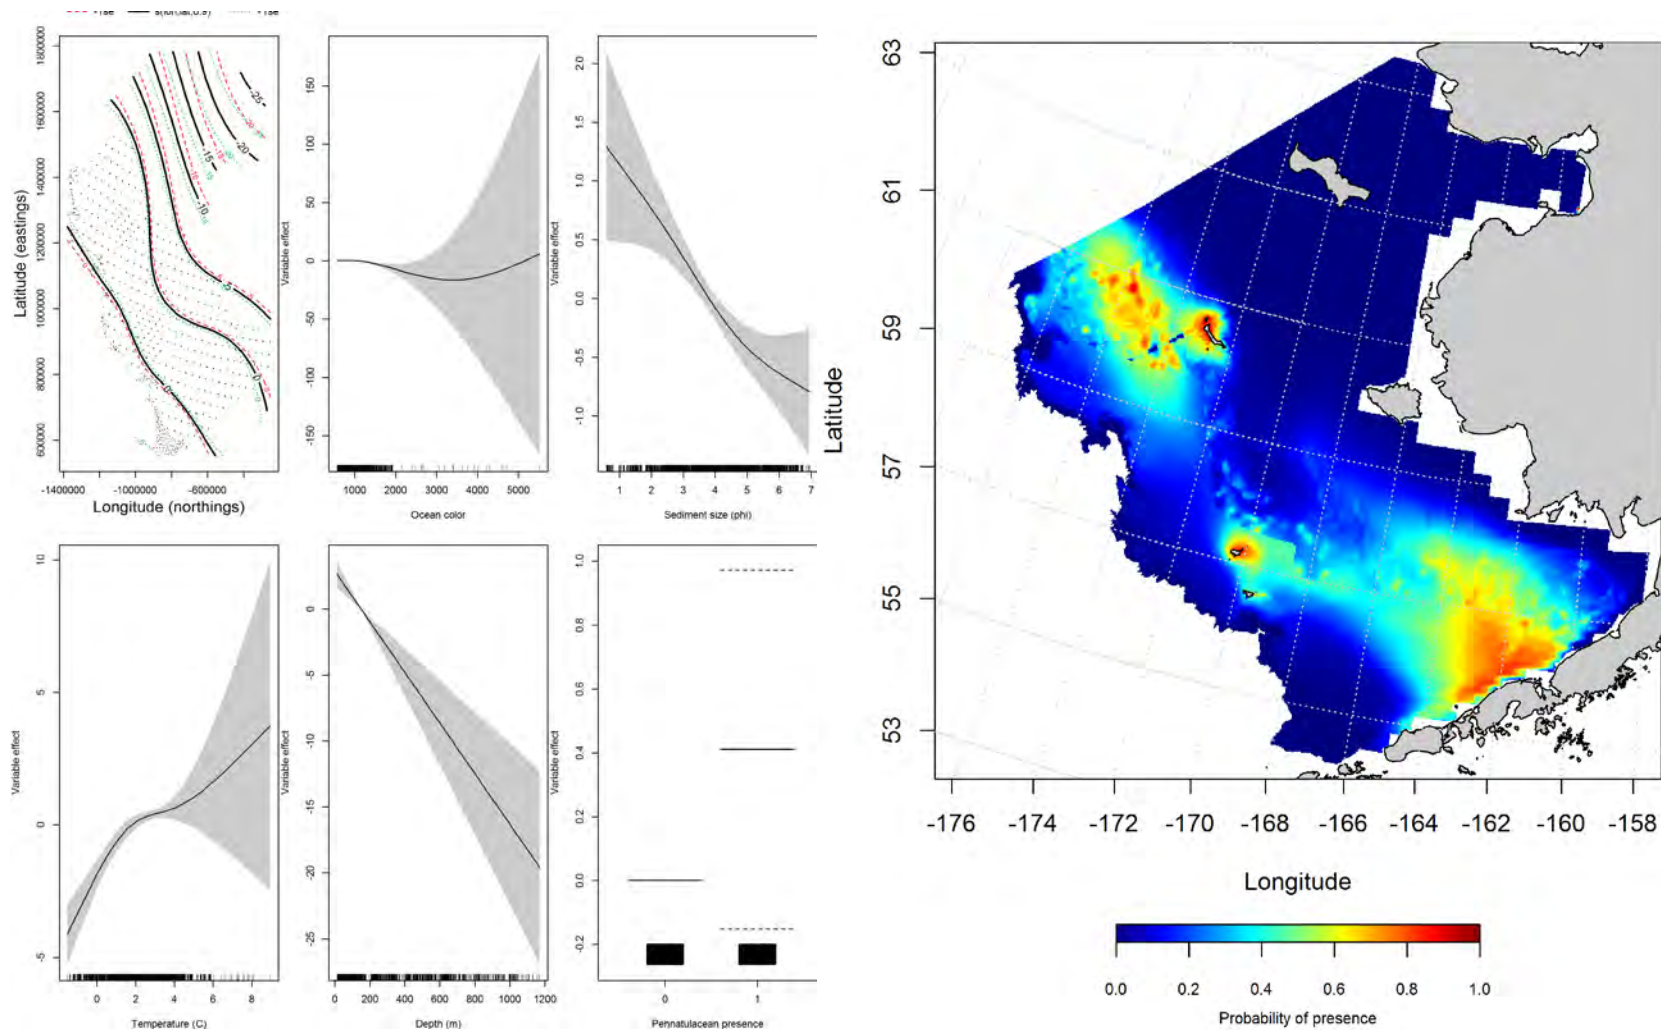 Latitude (eastings)
1800000
1600000
1400000
1200000
1000000
800000
600000
-25
-20
-15
-10
-5
0
0
-1400000 -1000000 -600000
Longitude (northings)
Variable effect
150
100
50
0
-50
-100
-150
1000 2000 3000 4000 5000
Ocean color
Variable effect
2.0
1.5
1.0
0.5
0.0
-0.5
-1.0
1 2 3 4 5 6 7
Sediment size (phi)
Variable effect
10
5
0
-5
0 2 4 6 8
Temperature (C)
Variable effect
0
-5
-10
-15
-20
-25
0 200 400 600 800 1000 1200
Depth (m)
Variable effect
1.0
0.8
0.6
0.4
0.2
0.0
-0.2
0 1
Pennatulacean presence
Latitude
63
61
59
57
55
53
-176 -174 -172 -170 -168 -166 -164 -162 -160 -158
Longitude
0.0 0.2 0.4 0.6 0.8 1.0
Probability of presence